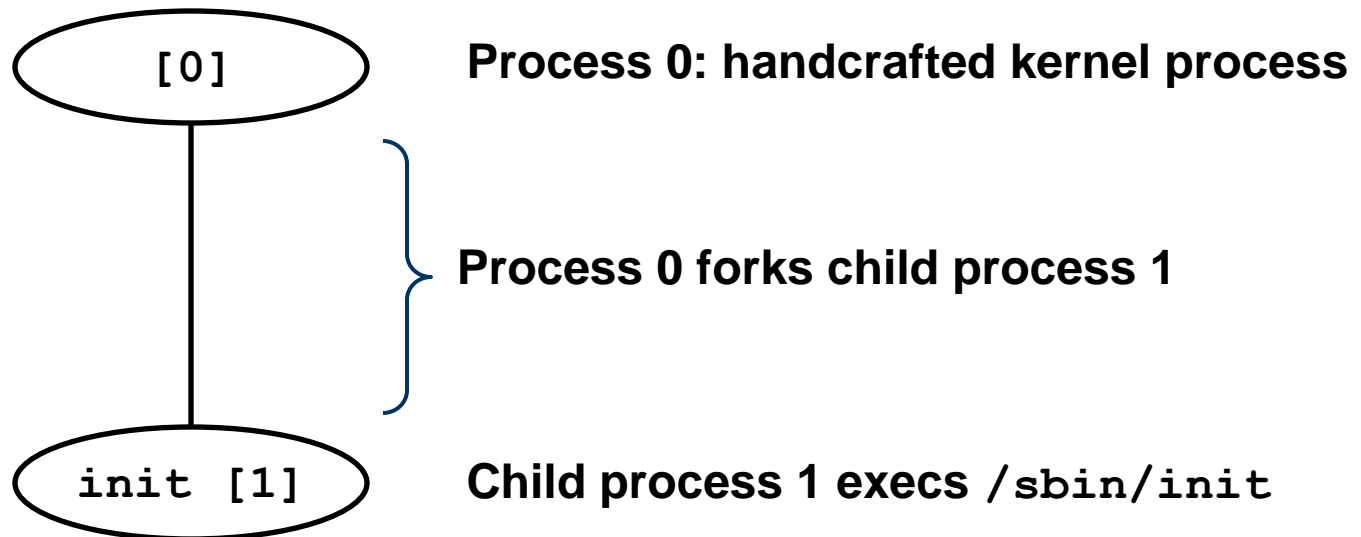 [0]
Process 0: handcrafted kernel process
Process 0 forks child process 1
init [1]
Child process 1 execs /sbin/init